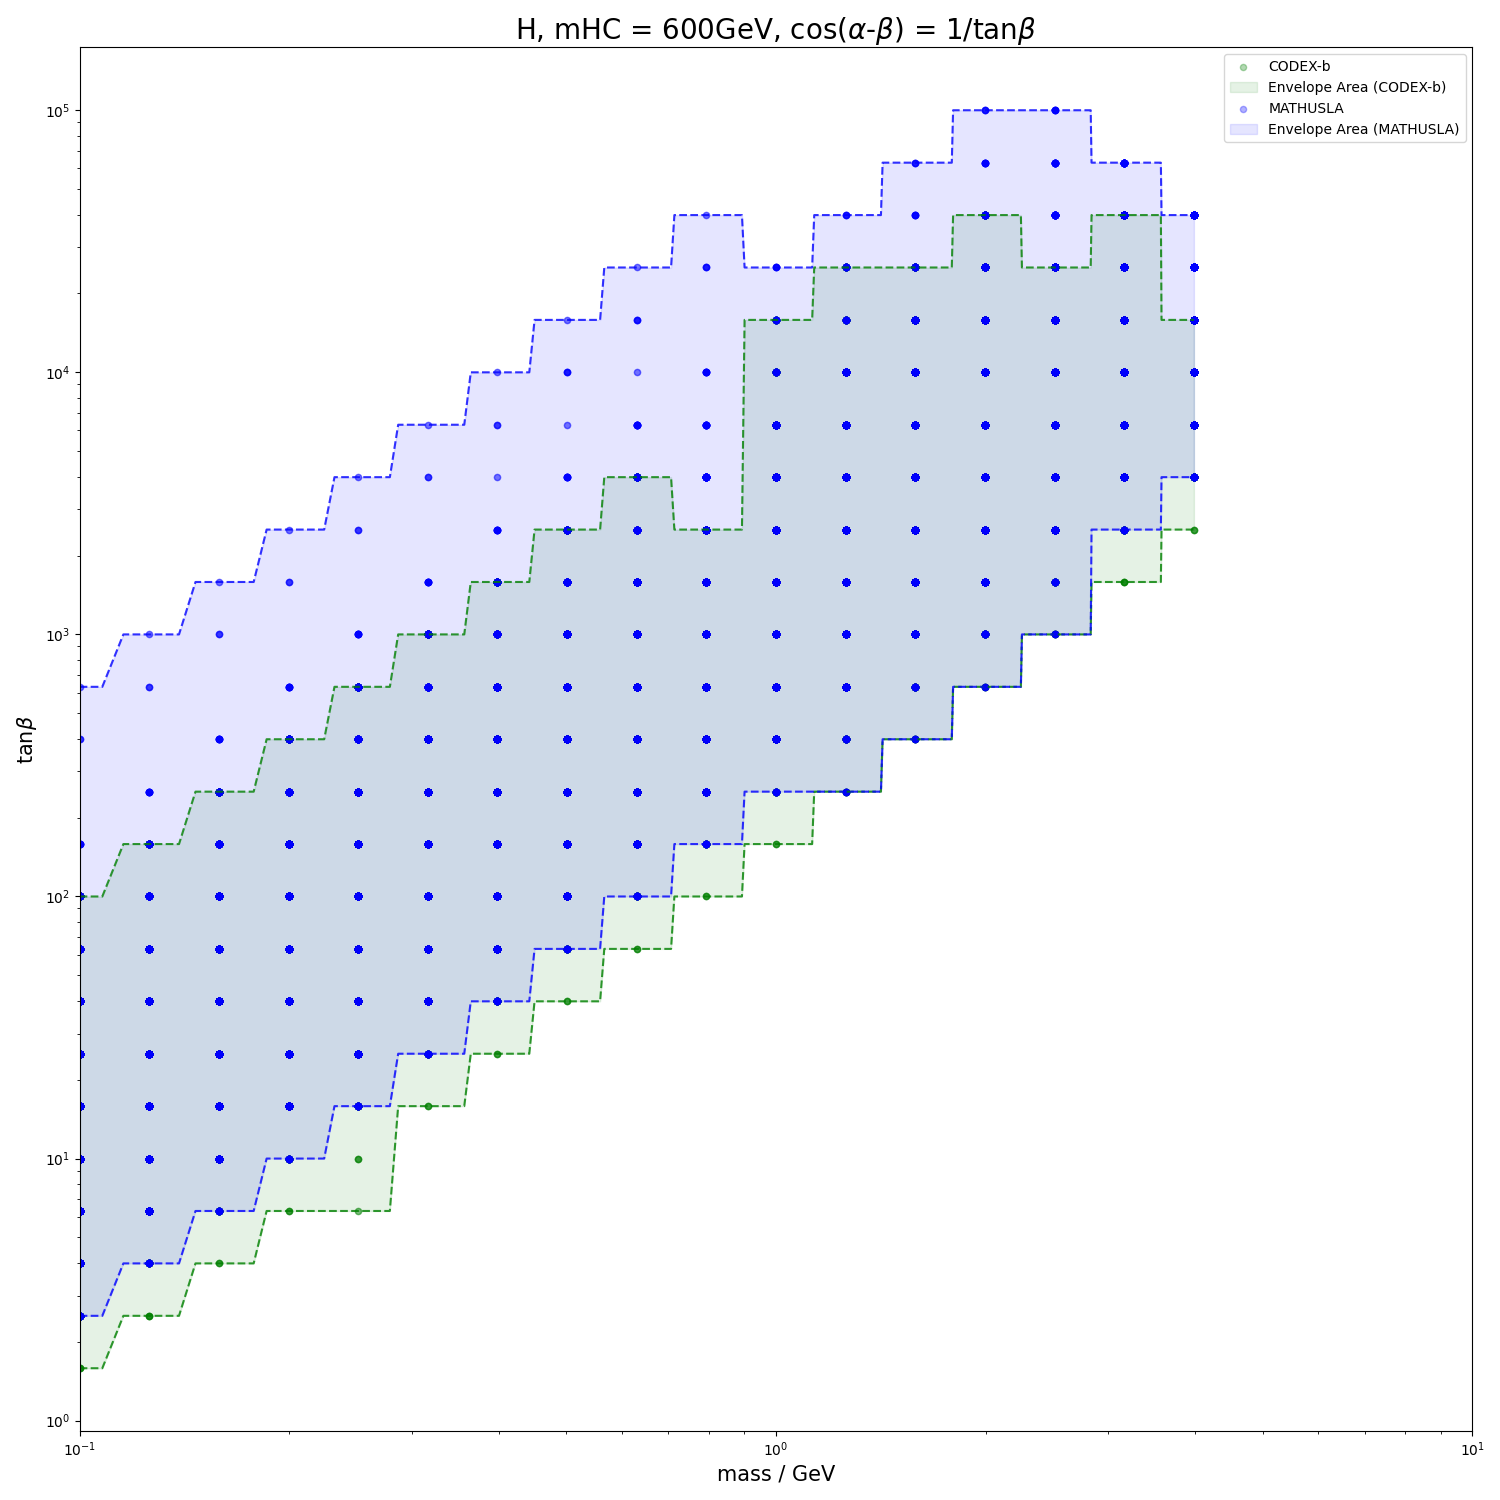 H, mHC = 600GeV, cos(α-β) = 1/tanβ
CODEX-b
Envelope Area (CODEX-b)
MATHUSLA
Envelope Area (MATHUSLA)
10⁵
10⁴
10³
10²
10¹
10⁰
tanβ
10⁻¹ 10⁰ 10¹
mass / GeV